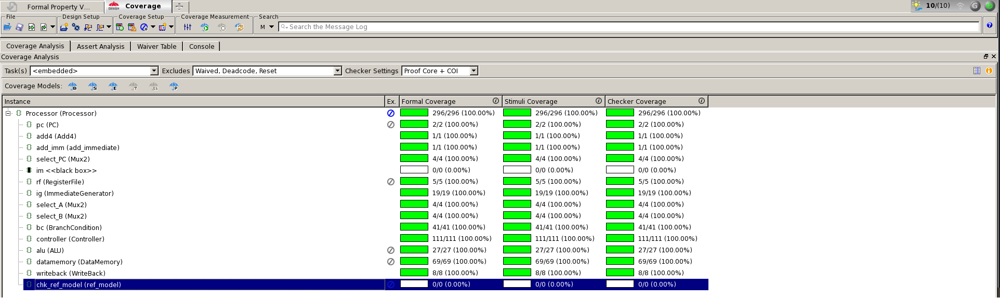 Formal Property V...
DESIGN Coverage
10/(10)
File Design Setup Coverage Setup Coverage Measurement Search
M Search the Message Log
Coverage Analysis Assert Analysis Waiver Table Console
Coverage Analysis
Task(s) <embedded> Excludes Waived, Deadcode, Reset Checker Settings Proof Core + COI
Coverage Models: B S E T CG P
Instance Ex. Formal Coverage Stimuli Coverage Checker Coverage
Processor (Processor) 296/296 (100.00%) 296/296 (100.00%) 296/296 (100.00%)
pc (PC) 2/2 (100.00%) 2/2 (100.00%) 2/2 (100.00%)
add4 (Add4) 1/1 (100.00%) 1/1 (100.00%) 1/1 (100.00%)
add_imm (add_immediate) 1/1 (100.00%) 1/1 (100.00%) 1/1 (100.00%)
select_PC (Mux2) 4/4 (100.00%) 4/4 (100.00%) 4/4 (100.00%)
im <<black box>> 0/0 (0.00%) 0/0 (0.00%) 0/0 (0.00%)
rf (RegisterFile) 5/5 (100.00%) 5/5 (100.00%) 5/5 (100.00%)
ig (ImmediateGenerator) 19/19 (100.00%) 19/19 (100.00%) 19/19 (100.00%)
select_A (Mux2) 4/4 (100.00%) 4/4 (100.00%) 4/4 (100.00%)
select_B (Mux2) 4/4 (100.00%) 4/4 (100.00%) 4/4 (100.00%)
bc (BranchCondition) 41/41 (100.00%) 41/41 (100.00%) 41/41 (100.00%)
controller (Controller) 111/111 (100.00%) 111/111 (100.00%) 111/111 (100.00%)
alu (ALU) 27/27 (100.00%) 27/27 (100.00%) 27/27 (100.00%)
datamemory (DataMemory) 69/69 (100.00%) 69/69 (100.00%) 69/69 (100.00%)
writeback (WriteBack) 8/8 (100.00%) 8/8 (100.00%) 8/8 (100.00%)
chk_ref_model (ref_model) 0/0 (0.00%) 0/0 (0.00%) 0/0 (0.00%)